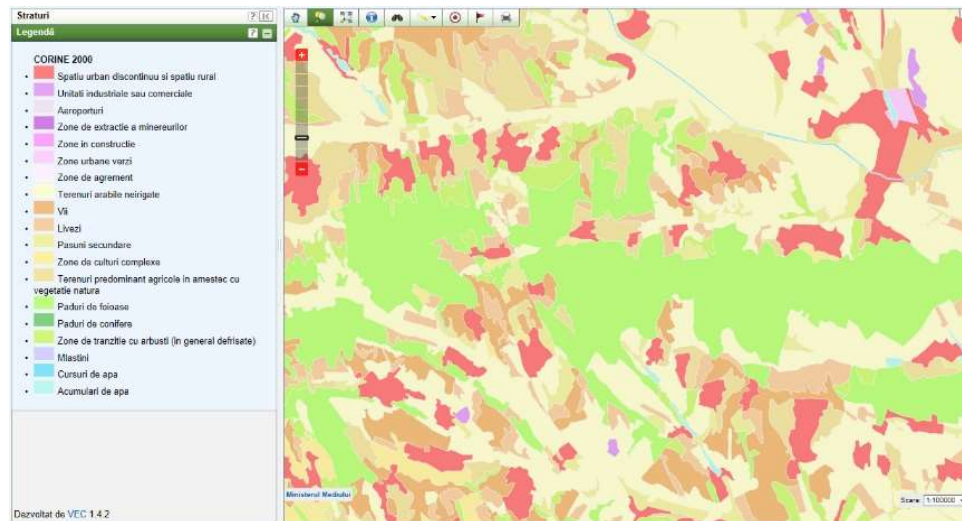 Straturi
?
Legendă
?
CORINE 2000
Spatiu urban discontinuu si spatiu rural
Unitati industriale sau comerciale
Aeroporturi
Zone de extractie a minereurilor
Zone in constructie
Zone urbane verzi
Zone de agrement
Terenuri arabile neirigate
Vii
Livezi
Pasuni secundare
Zone de culturi complexe
Terenuri predominant agricole in amestec cu
vegetatie natura
Paduri de foioase
Paduri de conifere
Zone de tranzitie cu arbusti (in general defrisate)
Mlastini
Cursuri de apa
Acumulari de apa
Ministerul Mediului
Scara: 1:100000
Dezvoltat de VEC 1.4.2